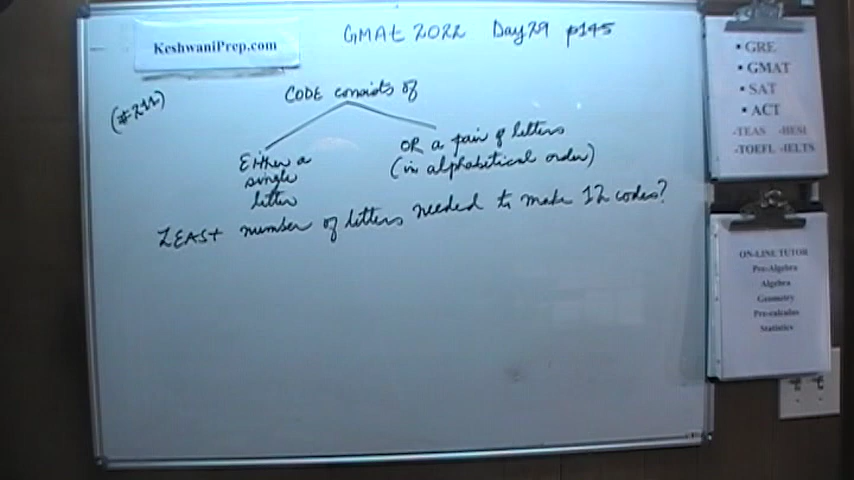 KeshwaniPrep.com
GMAt 2022 Day 29 p145
(#211)
CODE consists of
Either a
single
letter
OR a pair of letters
(in alphabetical order)
LEASt number of letters needed to make 12 codes?
• GRE
• GMAT
• SAT
• ACT
-TEAS -HESI
-TOEFL -IELTS
ON-LINE TUTOR
Pre-Algebra
Algebra
Geometry
Pre-calculus
Statistics